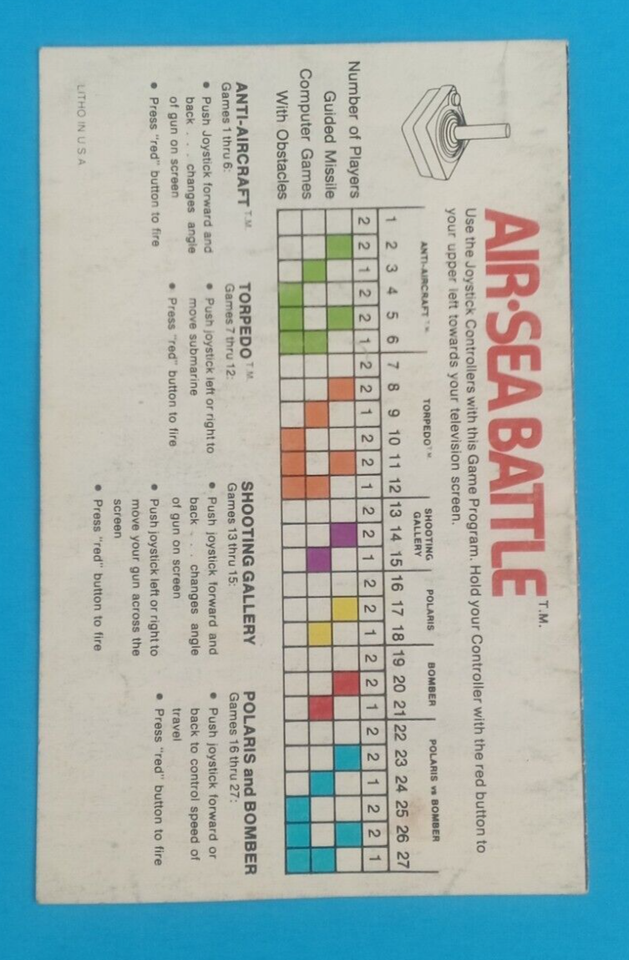 AIR·SEA BATTLE T.M.
Use the Joystick Controllers with this Game Program. Hold your Controller with the red button to
your upper left towards your television screen.
ANTI-AIRCRAFT T.M. TORPEDO T.M. SHOOTING GALLERY POLARIS BOMBER POLARIS vs BOMBER
1 2 3 4 5 6 7 8 9 10 11 12 13 14 15 16 17 18 19 20 21 22 23 24 25 26 27
Number of Players 2 2 1 2 2 1 2 2 1 2 2 1 2 2 1 2 2 1 2 2 1 2 2 1 2 2 1
Guided Missile
Computer Games
With Obstacles
ANTI-AIRCRAFT T.M.
Games 1 thru 6:
• Push Joystick forward and
back . . . changes angle
of gun on screen
• Press "red" button to fire
TORPEDO T.M.
Games 7 thru 12:
• Push joystick left or right to
move submarine
• Press "red" button to fire
SHOOTING GALLERY
Games 13 thru 15:
• Push joystick forward and
back . . . changes angle
of gun on screen
• Push joystick left or right to
move your gun across the
screen
• Press "red" button to fire
POLARIS and BOMBER
Games 16 thru 27:
• Push joystick forward or
back to control speed of
travel
• Press "red" button to fire
LITHO IN U S A